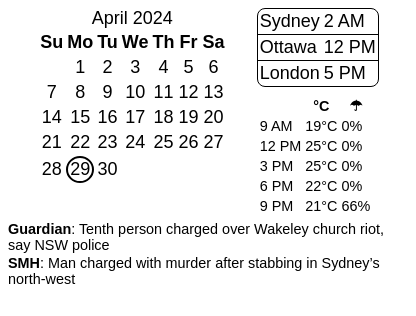 April 2024
Su Mo Tu We Th Fr Sa
1 2 3 4 5 6
7 8 9 10 11 12 13
14 15 16 17 18 19 20
21 22 23 24 25 26 27
28 29 30
Sydney 2 AM
Ottawa 12 PM
London 5 PM
°C ☂
9 AM 19°C 0%
12 PM 25°C 0%
3 PM 25°C 0%
6 PM 22°C 0%
9 PM 21°C 66%
Guardian: Tenth person charged over Wakeley church riot,
say NSW police
SMH: Man charged with murder after stabbing in Sydney’s
north-west